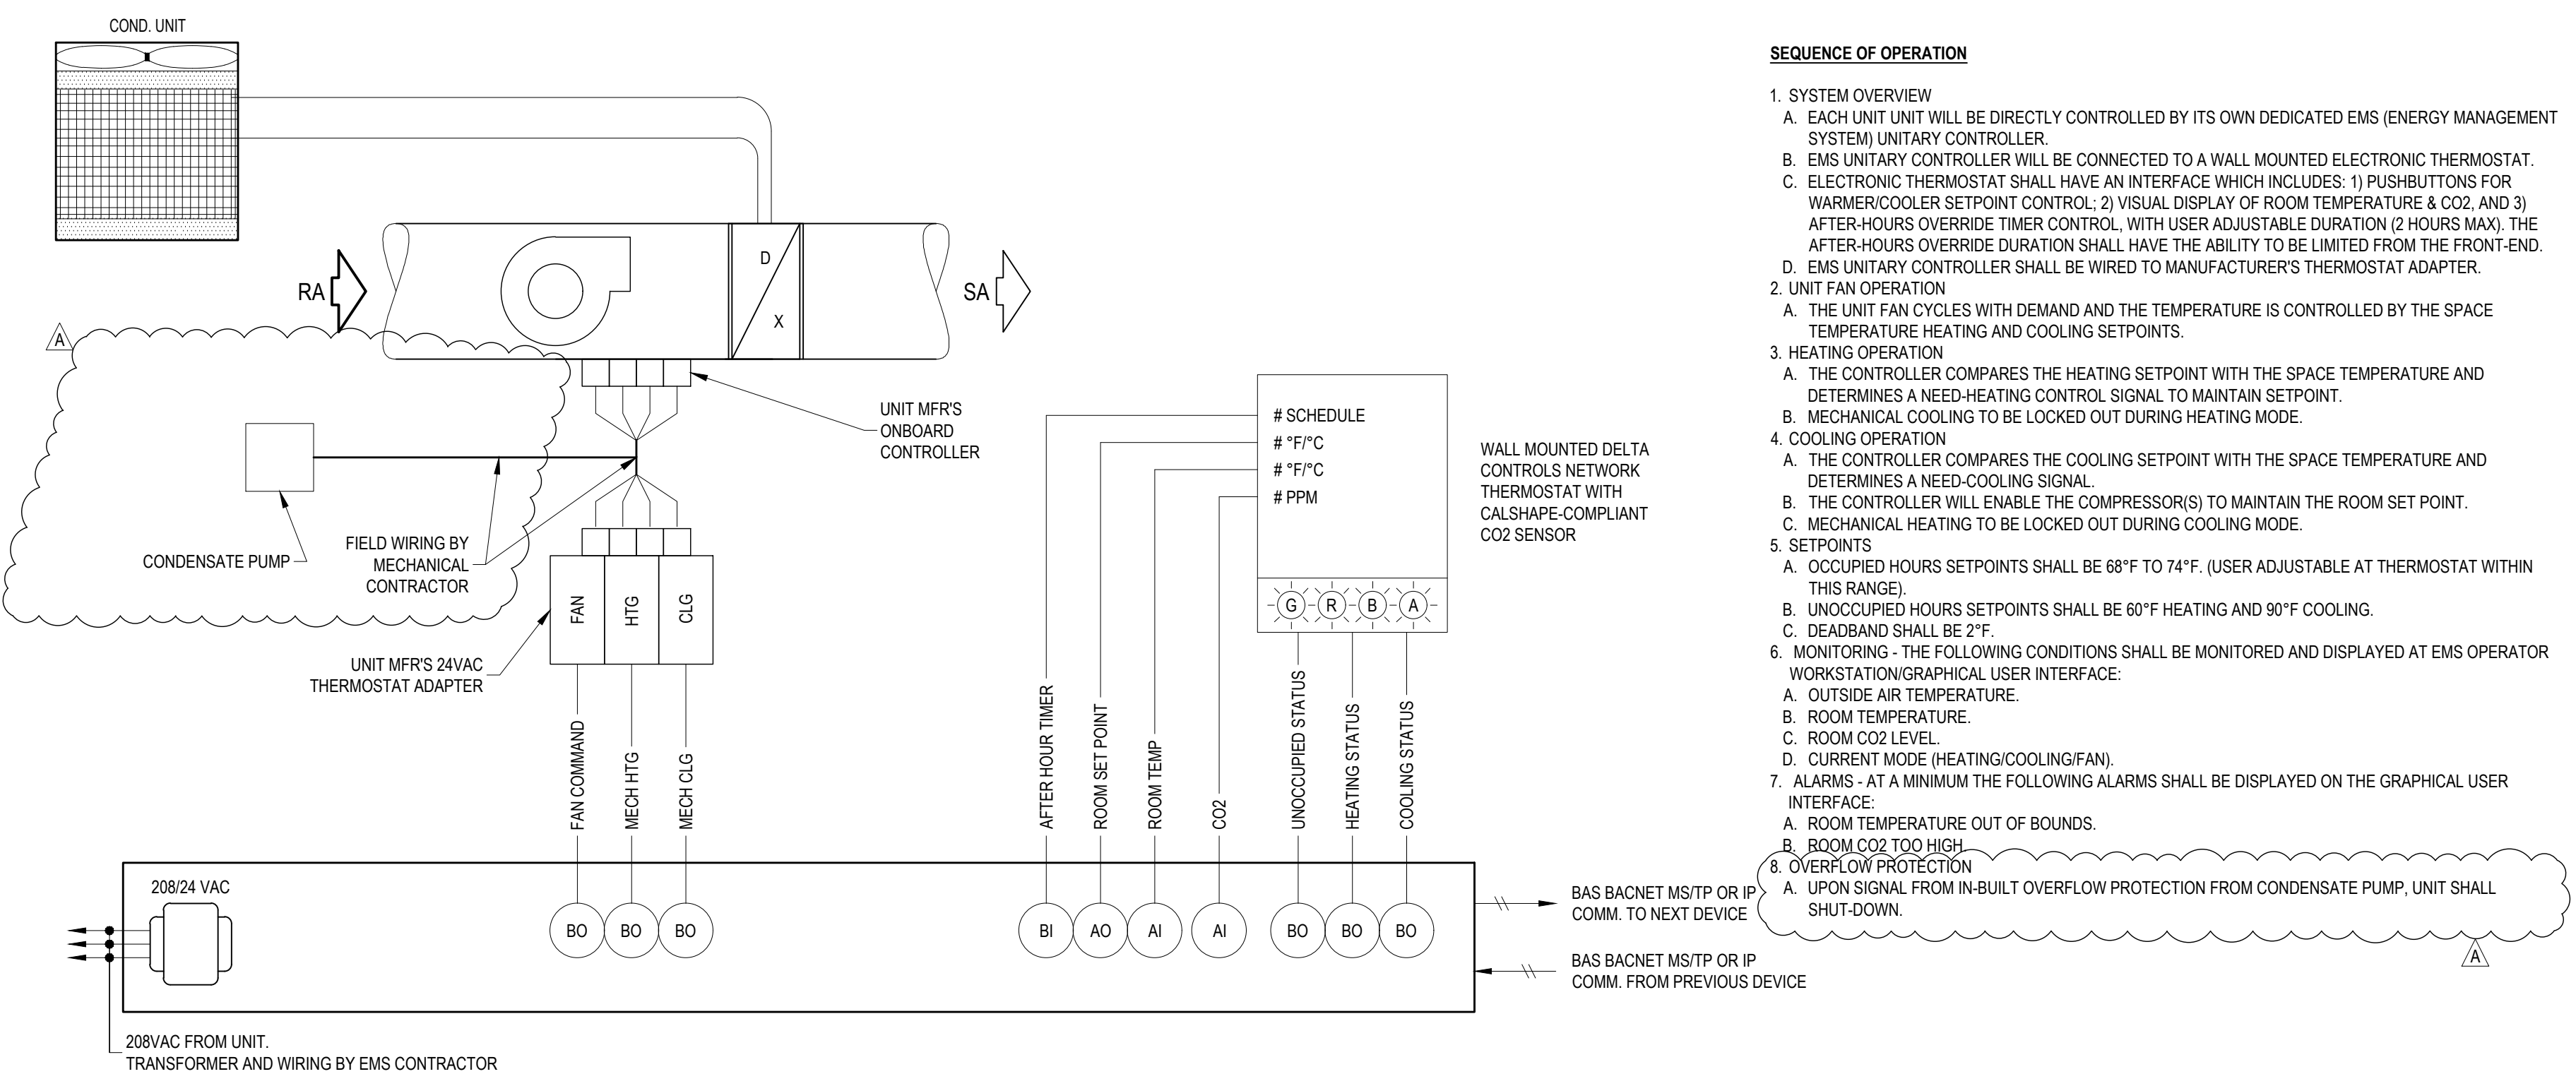 COND. UNIT
RA
SA
D
X
A
UNIT MFR'S
ONBOARD
CONTROLLER
CONDENSATE PUMP
FIELD WIRING BY
MECHANICAL
CONTRACTOR
FAN
HTG
CLG
UNIT MFR'S 24VAC
THERMOSTAT ADAPTER
# SCHEDULE
# °F/°C
# °F/°C
# PPM
G
R
B
A
WALL MOUNTED DELTA
CONTROLS NETWORK
THERMOSTAT WITH
CALSHAPE-COMPLIANT
CO2 SENSOR
FAN COMMAND
MECH HTG
MECH CLG
AFTER HOUR TIMER
ROOM SET POINT
ROOM TEMP
CO2
UNOCCUPIED STATUS
HEATING STATUS
COOLING STATUS
208/24 VAC
BO
BO
BO
BI
AO
AI
AI
BO
BO
BO
BAS BACNET MS/TP OR IP
COMM. TO NEXT DEVICE
BAS BACNET MS/TP OR IP
COMM. FROM PREVIOUS DEVICE
208VAC FROM UNIT.
TRANSFORMER AND WIRING BY EMS CONTRACTOR
SEQUENCE OF OPERATION
1. SYSTEM OVERVIEW
A. EACH UNIT UNIT WILL BE DIRECTLY CONTROLLED BY ITS OWN DEDICATED EMS (ENERGY MANAGEMENT
SYSTEM) UNITARY CONTROLLER.
B. EMS UNITARY CONTROLLER WILL BE CONNECTED TO A WALL MOUNTED ELECTRONIC THERMOSTAT.
C. ELECTRONIC THERMOSTAT SHALL HAVE AN INTERFACE WHICH INCLUDES: 1) PUSHBUTTONS FOR
WARMER/COOLER SETPOINT CONTROL; 2) VISUAL DISPLAY OF ROOM TEMPERATURE & CO2, AND 3)
AFTER-HOURS OVERRIDE TIMER CONTROL, WITH USER ADJUSTABLE DURATION (2 HOURS MAX). THE
AFTER-HOURS OVERRIDE DURATION SHALL HAVE THE ABILITY TO BE LIMITED FROM THE FRONT-END.
D. EMS UNITARY CONTROLLER SHALL BE WIRED TO MANUFACTURER'S THERMOSTAT ADAPTER.
2. UNIT FAN OPERATION
A. THE UNIT FAN CYCLES WITH DEMAND AND THE TEMPERATURE IS CONTROLLED BY THE SPACE
TEMPERATURE HEATING AND COOLING SETPOINTS.
3. HEATING OPERATION
A. THE CONTROLLER COMPARES THE HEATING SETPOINT WITH THE SPACE TEMPERATURE AND
DETERMINES A NEED-HEATING CONTROL SIGNAL TO MAINTAIN SETPOINT.
B. MECHANICAL COOLING TO BE LOCKED OUT DURING HEATING MODE.
4. COOLING OPERATION
A. THE CONTROLLER COMPARES THE COOLING SETPOINT WITH THE SPACE TEMPERATURE AND
DETERMINES A NEED-COOLING SIGNAL.
B. THE CONTROLLER WILL ENABLE THE COMPRESSOR(S) TO MAINTAIN THE ROOM SET POINT.
C. MECHANICAL HEATING TO BE LOCKED OUT DURING COOLING MODE.
5. SETPOINTS
A. OCCUPIED HOURS SETPOINTS SHALL BE 68°F TO 74°F. (USER ADJUSTABLE AT THERMOSTAT WITHIN
THIS RANGE).
B. UNOCCUPIED HOURS SETPOINTS SHALL BE 60°F HEATING AND 90°F COOLING.
C. DEADBAND SHALL BE 2°F.
6. MONITORING - THE FOLLOWING CONDITIONS SHALL BE MONITORED AND DISPLAYED AT EMS OPERATOR
WORKSTATION/GRAPHICAL USER INTERFACE:
A. OUTSIDE AIR TEMPERATURE.
B. ROOM TEMPERATURE.
C. ROOM CO2 LEVEL.
D. CURRENT MODE (HEATING/COOLING/FAN).
7. ALARMS - AT A MINIMUM THE FOLLOWING ALARMS SHALL BE DISPLAYED ON THE GRAPHICAL USER
INTERFACE:
A. ROOM TEMPERATURE OUT OF BOUNDS.
B. ROOM CO2 TOO HIGH.
8. OVERFLOW PROTECTION
A. UPON SIGNAL FROM IN-BUILT OVERFLOW PROTECTION FROM CONDENSATE PUMP, UNIT SHALL
SHUT-DOWN.
A